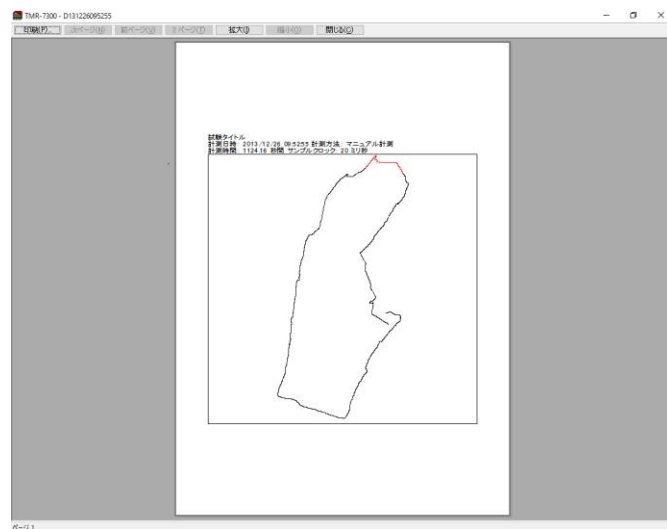 TMR-7300 - D131226095255
印刷(P)... 次ページ(N) 前ページ(V) 2 ページ(T) 拡大(I) 縮小(O) 閉じる(C)
試験タイトル
計測日時: 2013/12/26 09:52:55 計測方法: マニュアル計測
計測時間: 1124.16 秒間 サンプルクロック: 20 ミリ秒
ページ 1